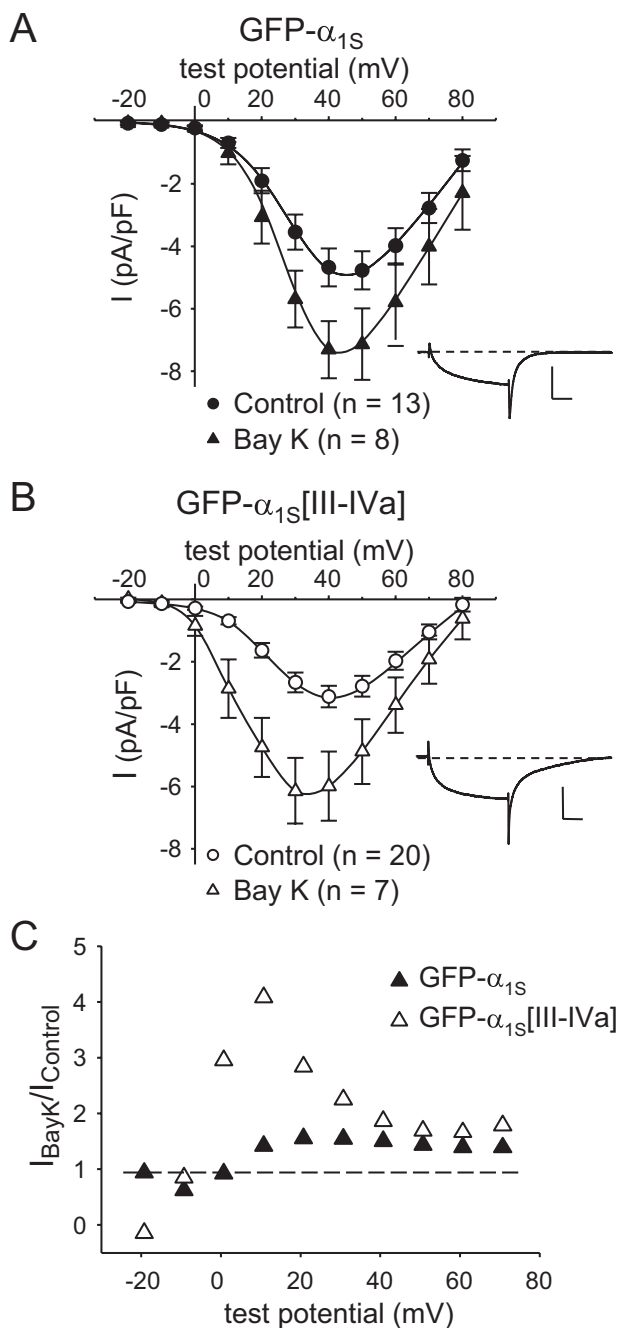 A
GFP-α1S
test potential (mV)
-20 0 20 40 60 80
-2
-4
-6
-8
I (pA/pF)
Control (n = 13)
Bay K (n = 8)
B
GFP-α1S[III-IVa]
test potential (mV)
-20 0 20 40 60 80
-2
-4
-6
-8
I (pA/pF)
Control (n = 20)
Bay K (n = 7)
C
5
4
3
2
1
0
IBayK/IControl
GFP-α1S
GFP-α1S[III-IVa]
-20 0 20 40 60 80
test potential (mV)